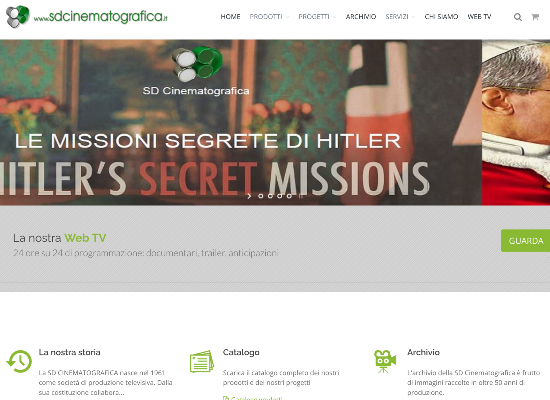 www.sdcinematografica.it
HOME PRODOTTI PROGETTI ARCHIVIO SERVIZI CHI SIAMO WEB TV
SD Cinematografica
LE MISSIONI SEGRETE DI HITLER
ITLER'S SECRET MISSIONS
La nostra Web TV
24 ore su 24 di programmazione: documentari, trailer, anticipazioni
GUARDA
La nostra storia
La SD CINEMATOGRAFICA nasce nel 1961
come società di produzione televisiva. Dalla
sua costituzione collabora...
Catalogo
Scarica il catalogo completo dei nostri
prodotti e dei nostri progetti
Catalogo prodotti
Archivio
L'archivio della SD Cinematografica è frutto
di immagini raccolte in oltre 50 anni di
produzione.